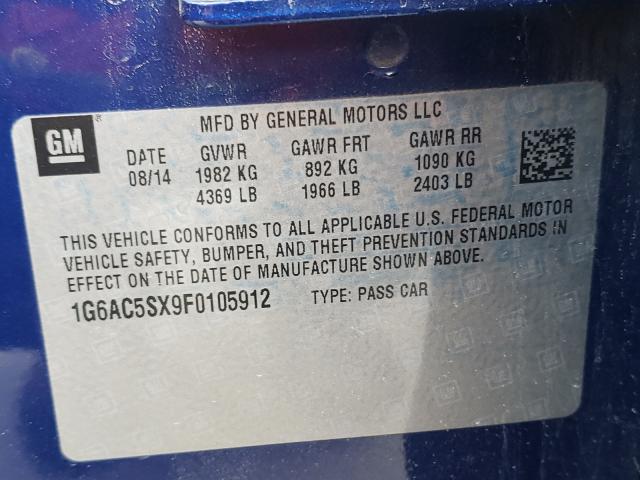 GM
MFD BY GENERAL MOTORS LLC
DATE GVWR GAWR FRT GAWR RR
08/14 1982 KG 892 KG 1090 KG
4369 LB 1966 LB 2403 LB
THIS VEHICLE CONFORMS TO ALL APPLICABLE U.S. FEDERAL MOTOR
VEHICLE SAFETY, BUMPER, AND THEFT PREVENTION STANDARDS IN
EFFECT ON THE DATE OF MANUFACTURE SHOWN ABOVE.
1G6AC5SX9F0105912 TYPE: PASS CAR